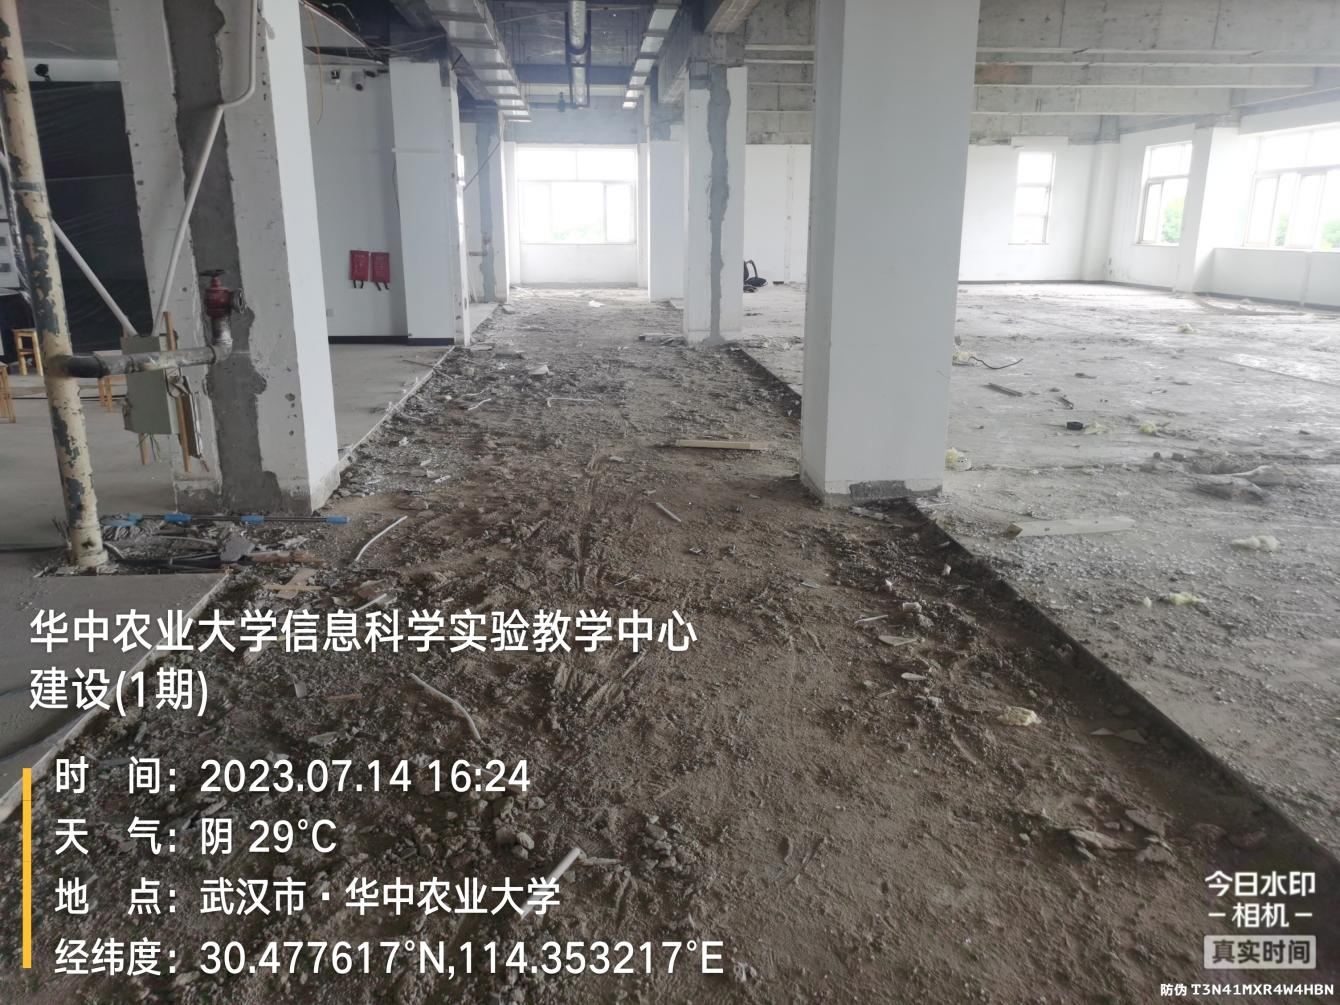 华中农业大学信息科学实验教学中心
建设(1期)
时 间：2023.07.14 16:24
天 气：阴 29°C
地 点：武汉市·华中农业大学
经纬度：30.477617°N,114.353217°E
今日水印
相机
真实时间
防伪 T3N41MXR4W4HBN